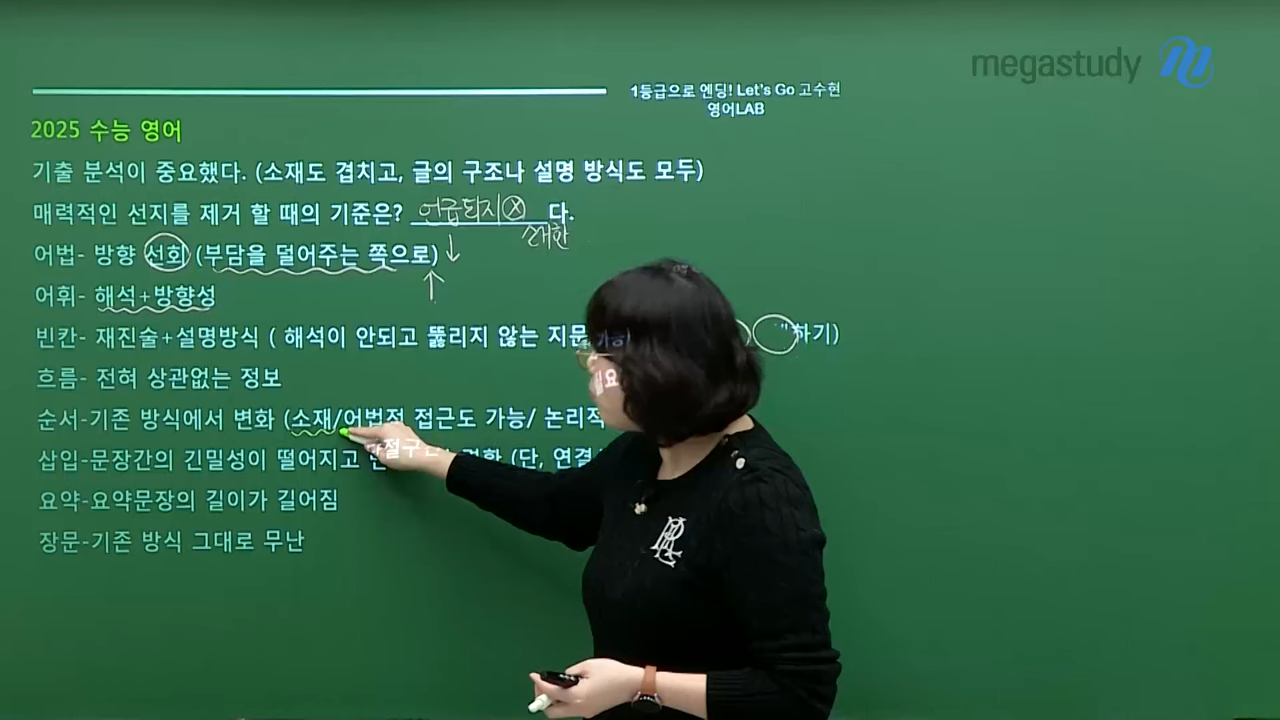 megastudy
1등급으로 엔딩! Let's Go 고수현
영어LAB
2025 수능 영어
기출 분석이 중요했다. (소재도 겹치고, 글의 구조나 설명 방식도 모두)
매력적인 선지를 제거 할 때의 기준은? 언급되지 X 다.
어법- 방향 선회 (부담을 덜어주는 쪽으로) ↓
↑
어휘- 해석+방향성
빈칸- 재진술+설명방식 ( 해석이 안되고 뚫리지 않는 지문 하기)
흐름- 전혀 상관없는 정보
순서-기존 방식에서 변화 (소재/어법적 접근도 가능/ 논리적
삽입-문장간의 긴밀성이 떨어지고 (단, 연결
요약-요약문장의 길이가 길어짐
장문-기존 방식 그대로 무난